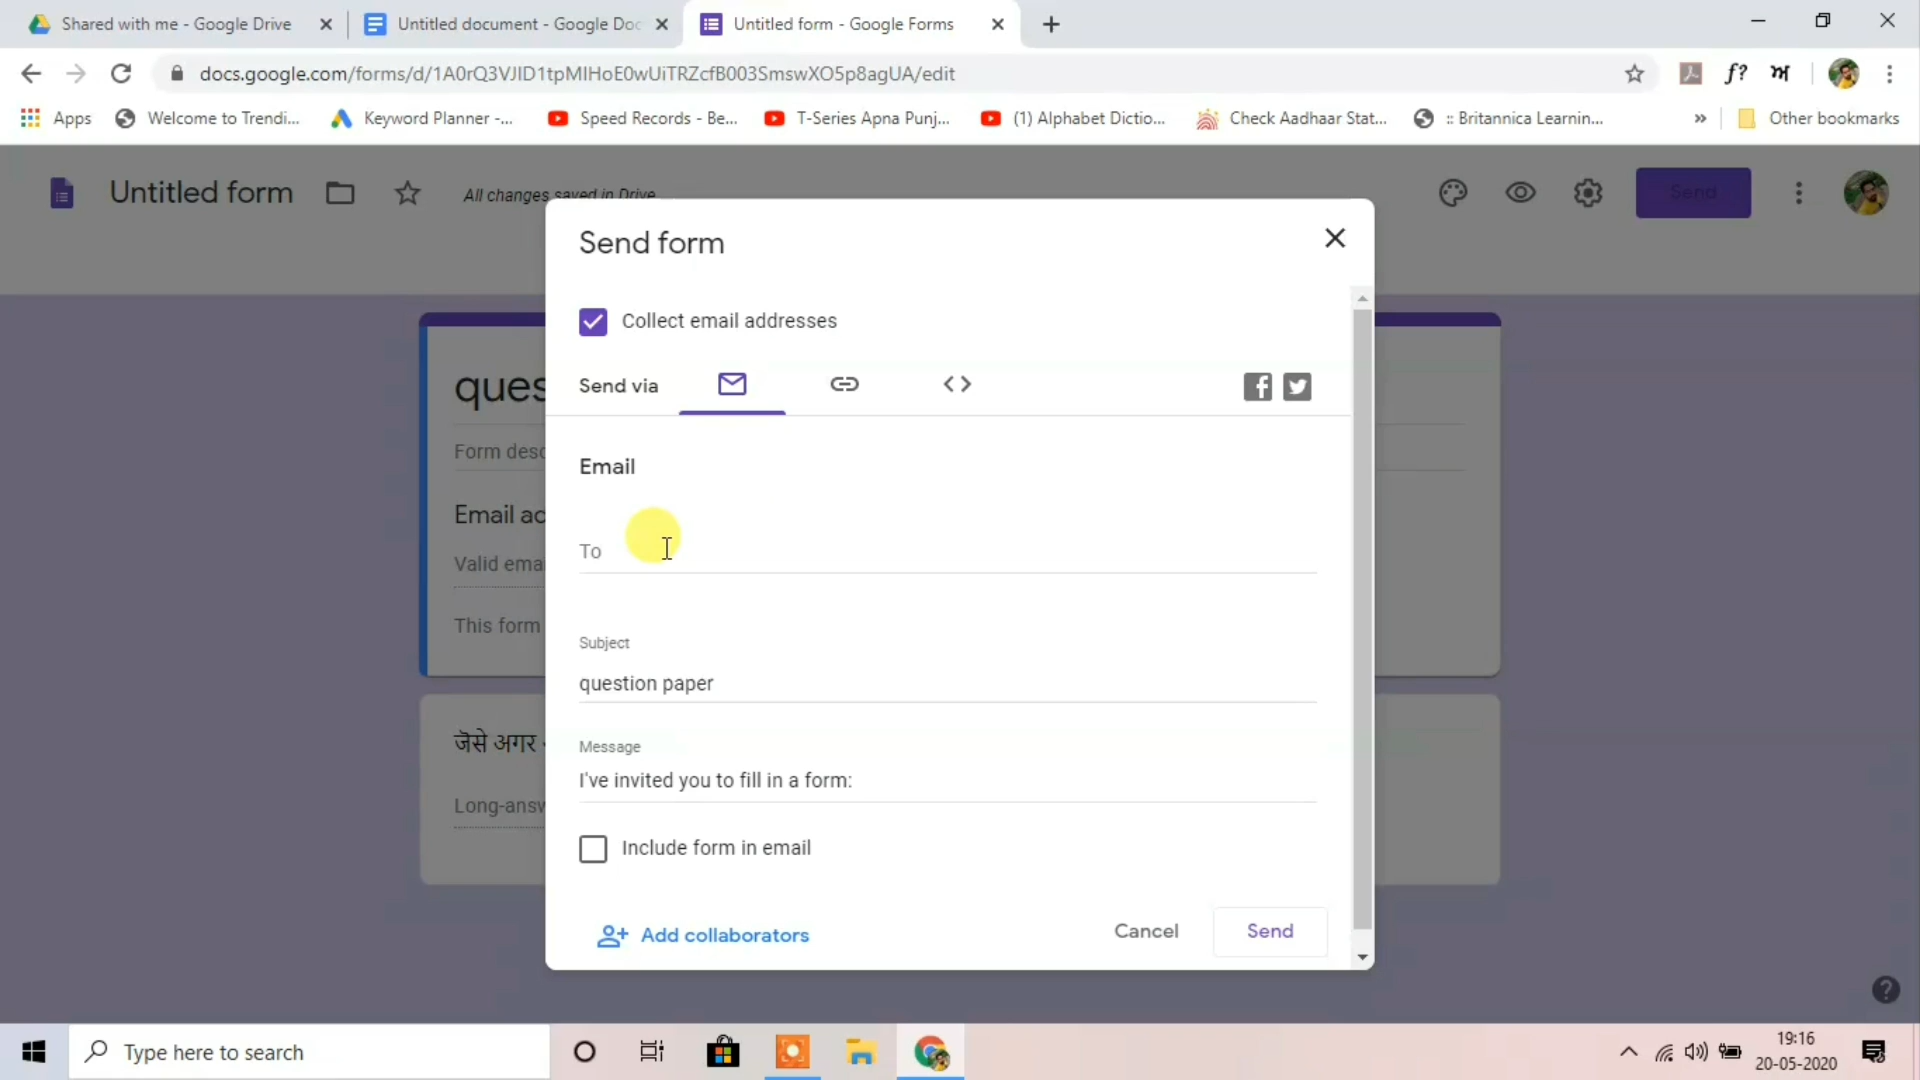 Shared with me - Google Drive
Untitled document - Google Doc
Untitled form - Google Forms
docs.google.com/forms/d/1A0rQ3VJID1tpMIHoE0wUiTRZcfB003SmswXO5p8agUA/edit
f?
ਅ
Apps
Welcome to Trendi...
Keyword Planner -...
Speed Records - Be...
T-Series Apna Punj...
(1) Alphabet Dictio...
Check Aadhaar Stat...
:: Britannica Learnin...
»
Other bookmarks
Untitled form
All changes saved in Drive
Send
Send form
Collect email addresses
Send via
Email
To
Subject
question paper
Message
I've invited you to fill in a form:
Include form in email
Add collaborators
Cancel
Send
ques
Form desc
Email ad
Valid emai
This form
जैसे अगर
Long-answ
Type here to search
19:16
20-05-2020